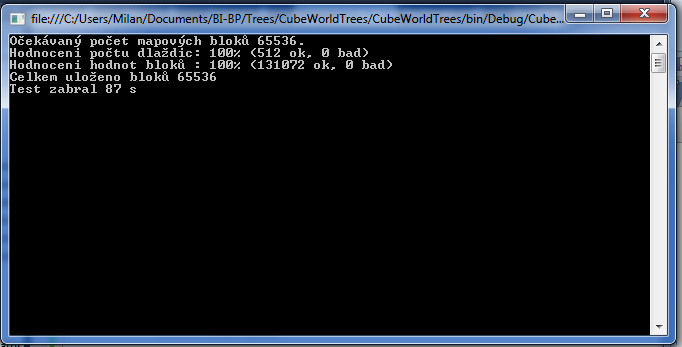 file:///C:/Users/Milan/Documents/BI-BP/Trees/CubeWorldTrees/CubeWorldTrees/bin/Debug/Cube...
Očekávaný počet mapových bloků 65536.
Hodnoceni počtu dlaždic: 100% (512 ok, 0 bad)
Hodnoceni hodnot bloků : 100% (131072 ok, 0 bad)
Celkem uloženo bloků 65536
Test zabral 87 s